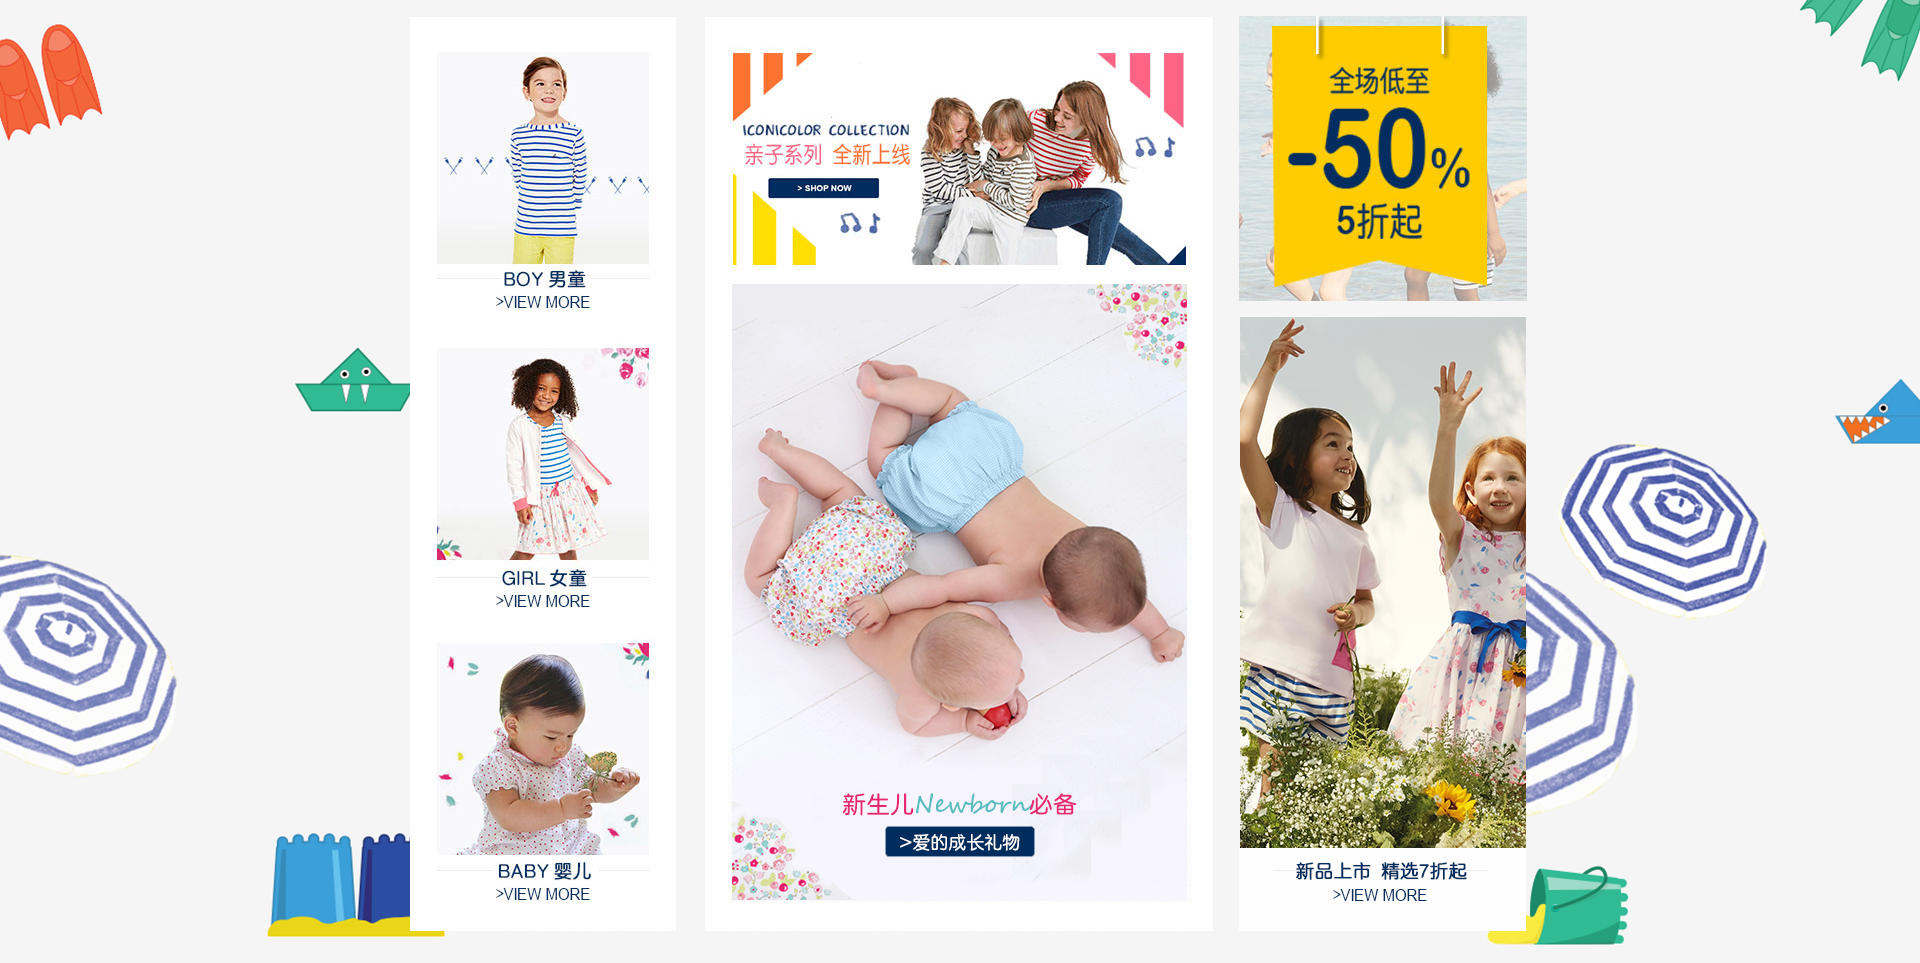 BOY 男童
>VIEW MORE
GIRL 女童
>VIEW MORE
BABY 婴儿
>VIEW MORE
ICONICOLOR COLLECTION
亲子系列 全新上线
> SHOP NOW
新生儿Newborn必备
>爱的成长礼物
全场低至
-50%
5折起
新品上市 精选7折起
>VIEW MORE